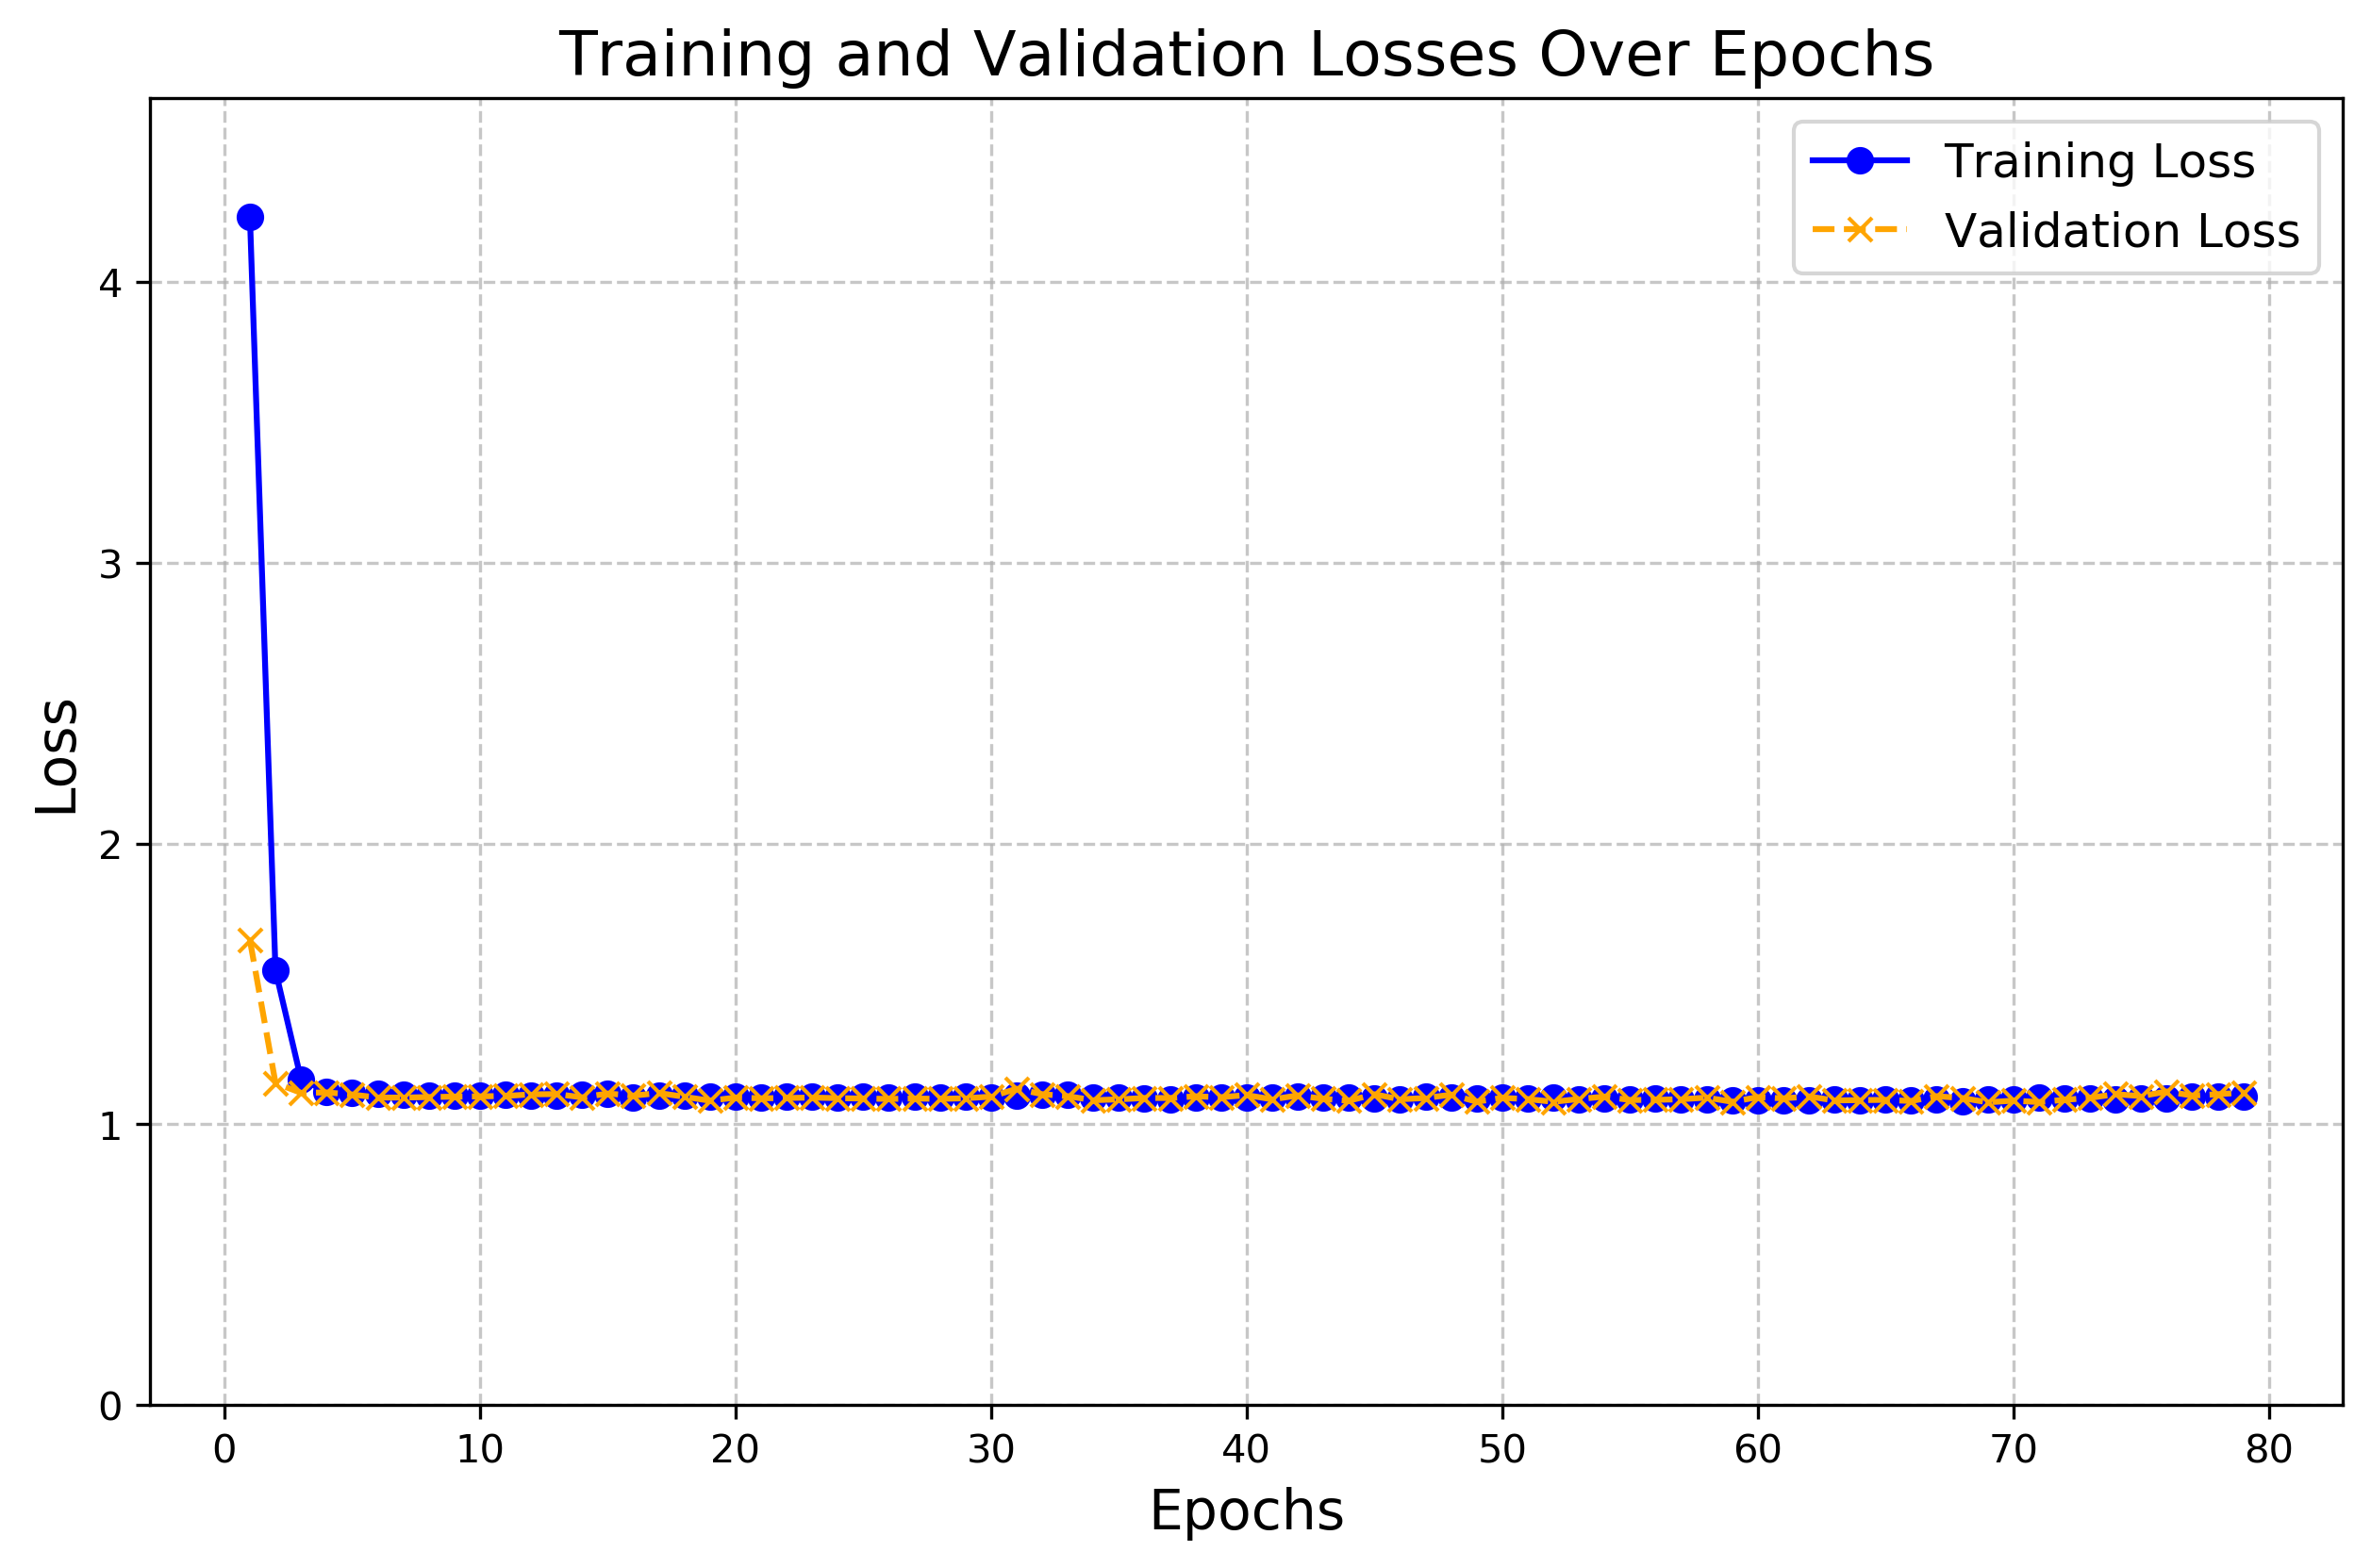 Training and Validation Losses Over Epochs
Training Loss
Validation Loss
4
3
2
1
0
Loss
0 10 20 30 40 50 60 70 80
Epochs